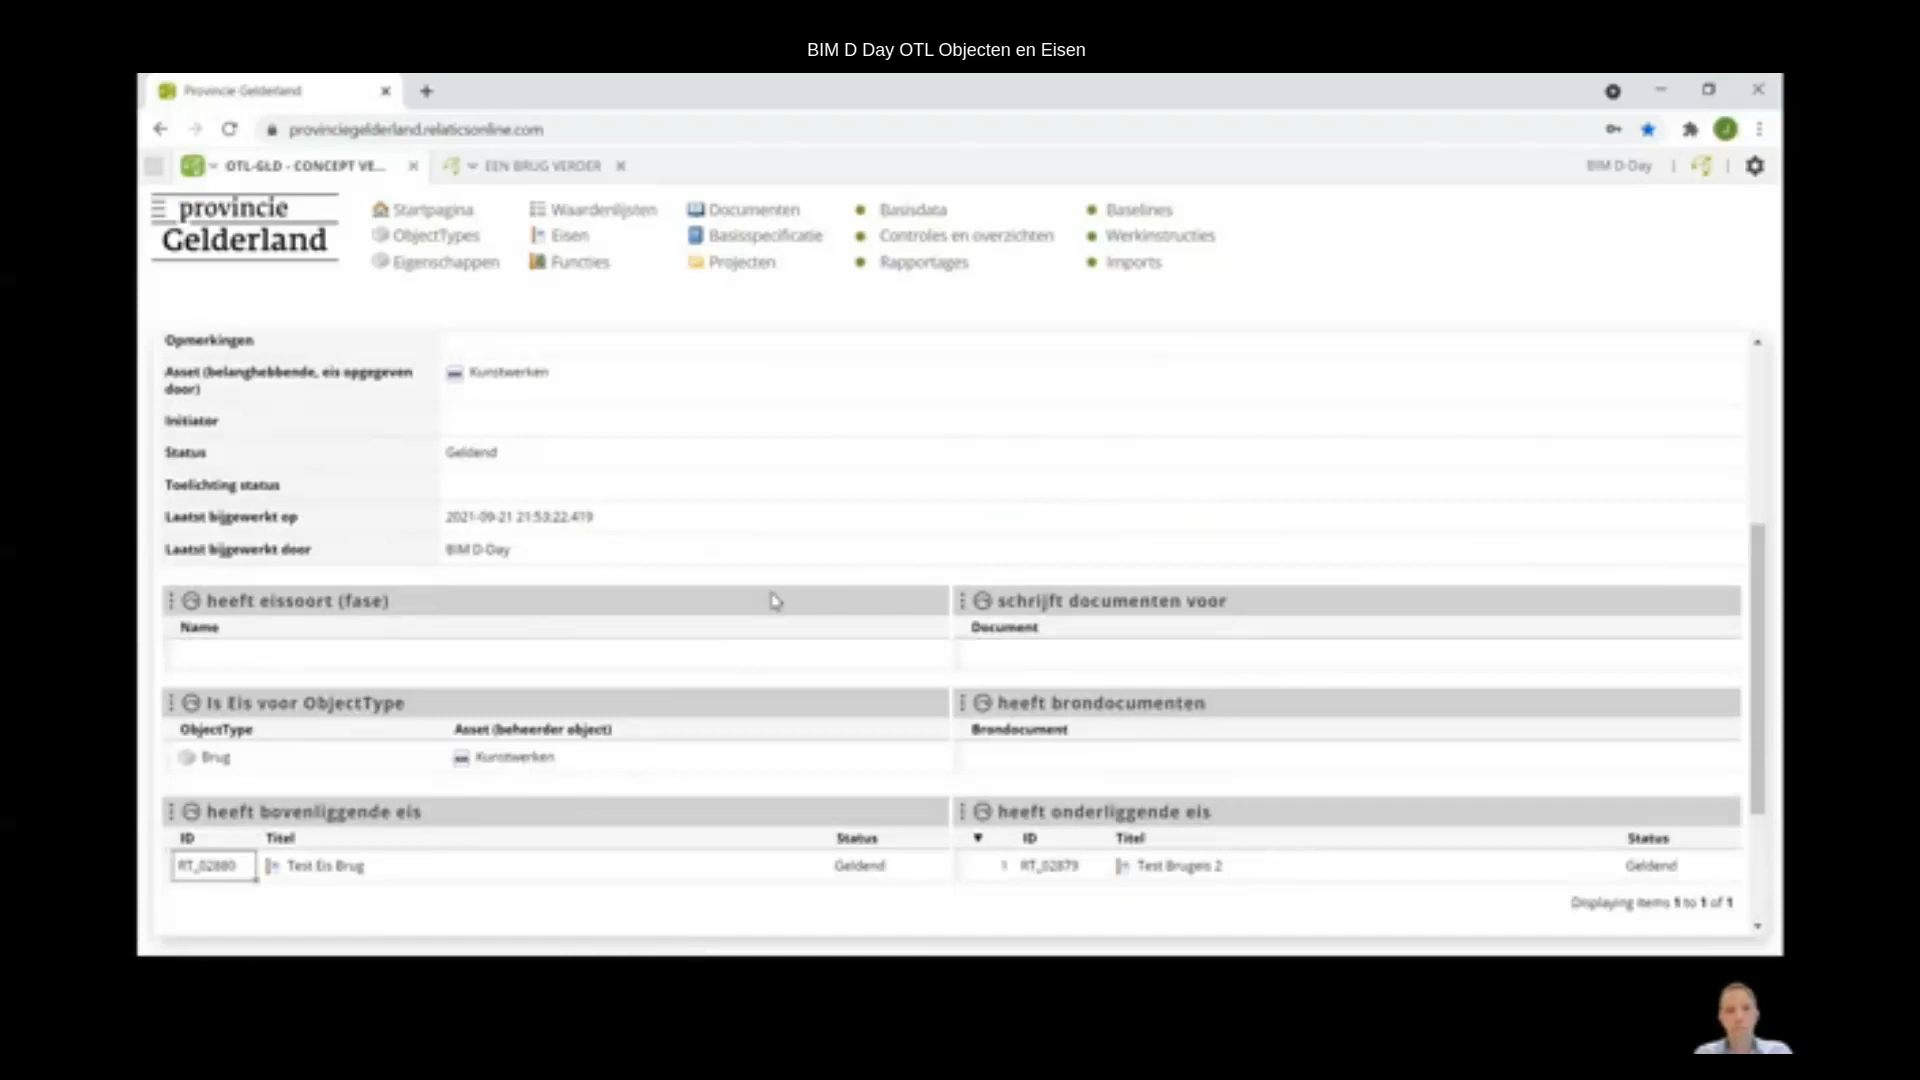 BIM D Day OTL Objecten en Eisen
Provincie Gelderland
provinciegelderland.relaticsonline.com
OTL-GLD - CONCEPT VE...
EEN BRUG VERDER
BIM D-Day
provincie
Gelderland
Startpagina
Waardenlijsten
Documenten
Basisdata
Baselines
ObjectTypes
Eisen
Basisspecificatie
Controles en overzichten
Werkinstructies
Eigenschappen
Functies
Projecten
Rapportages
Imports
Opmerkingen
Asset (belanghebbende, eis opgegeven
door)
Kunstwerken
Initiator
Status
Geldend
Toelichting status
Laatst bijgewerkt op
2021-09-21 21:53:22.419
Laatst bijgewerkt door
BIM D-Day
heeft eissoort (fase)
schrijft documenten voor
Name
Document
Is Eis voor ObjectType
heeft brondocumenten
ObjectType
Asset (beheerder object)
Brondocument
Brug
Kunstwerken
heeft bovenliggende eis
heeft onderliggende eis
ID
Titel
Status
ID
Titel
Status
RT_02880
Test Eis Brug
Geldend
1
RT_02879
Test Brugeis 2
Geldend
Displaying items 1 to 1 of 1